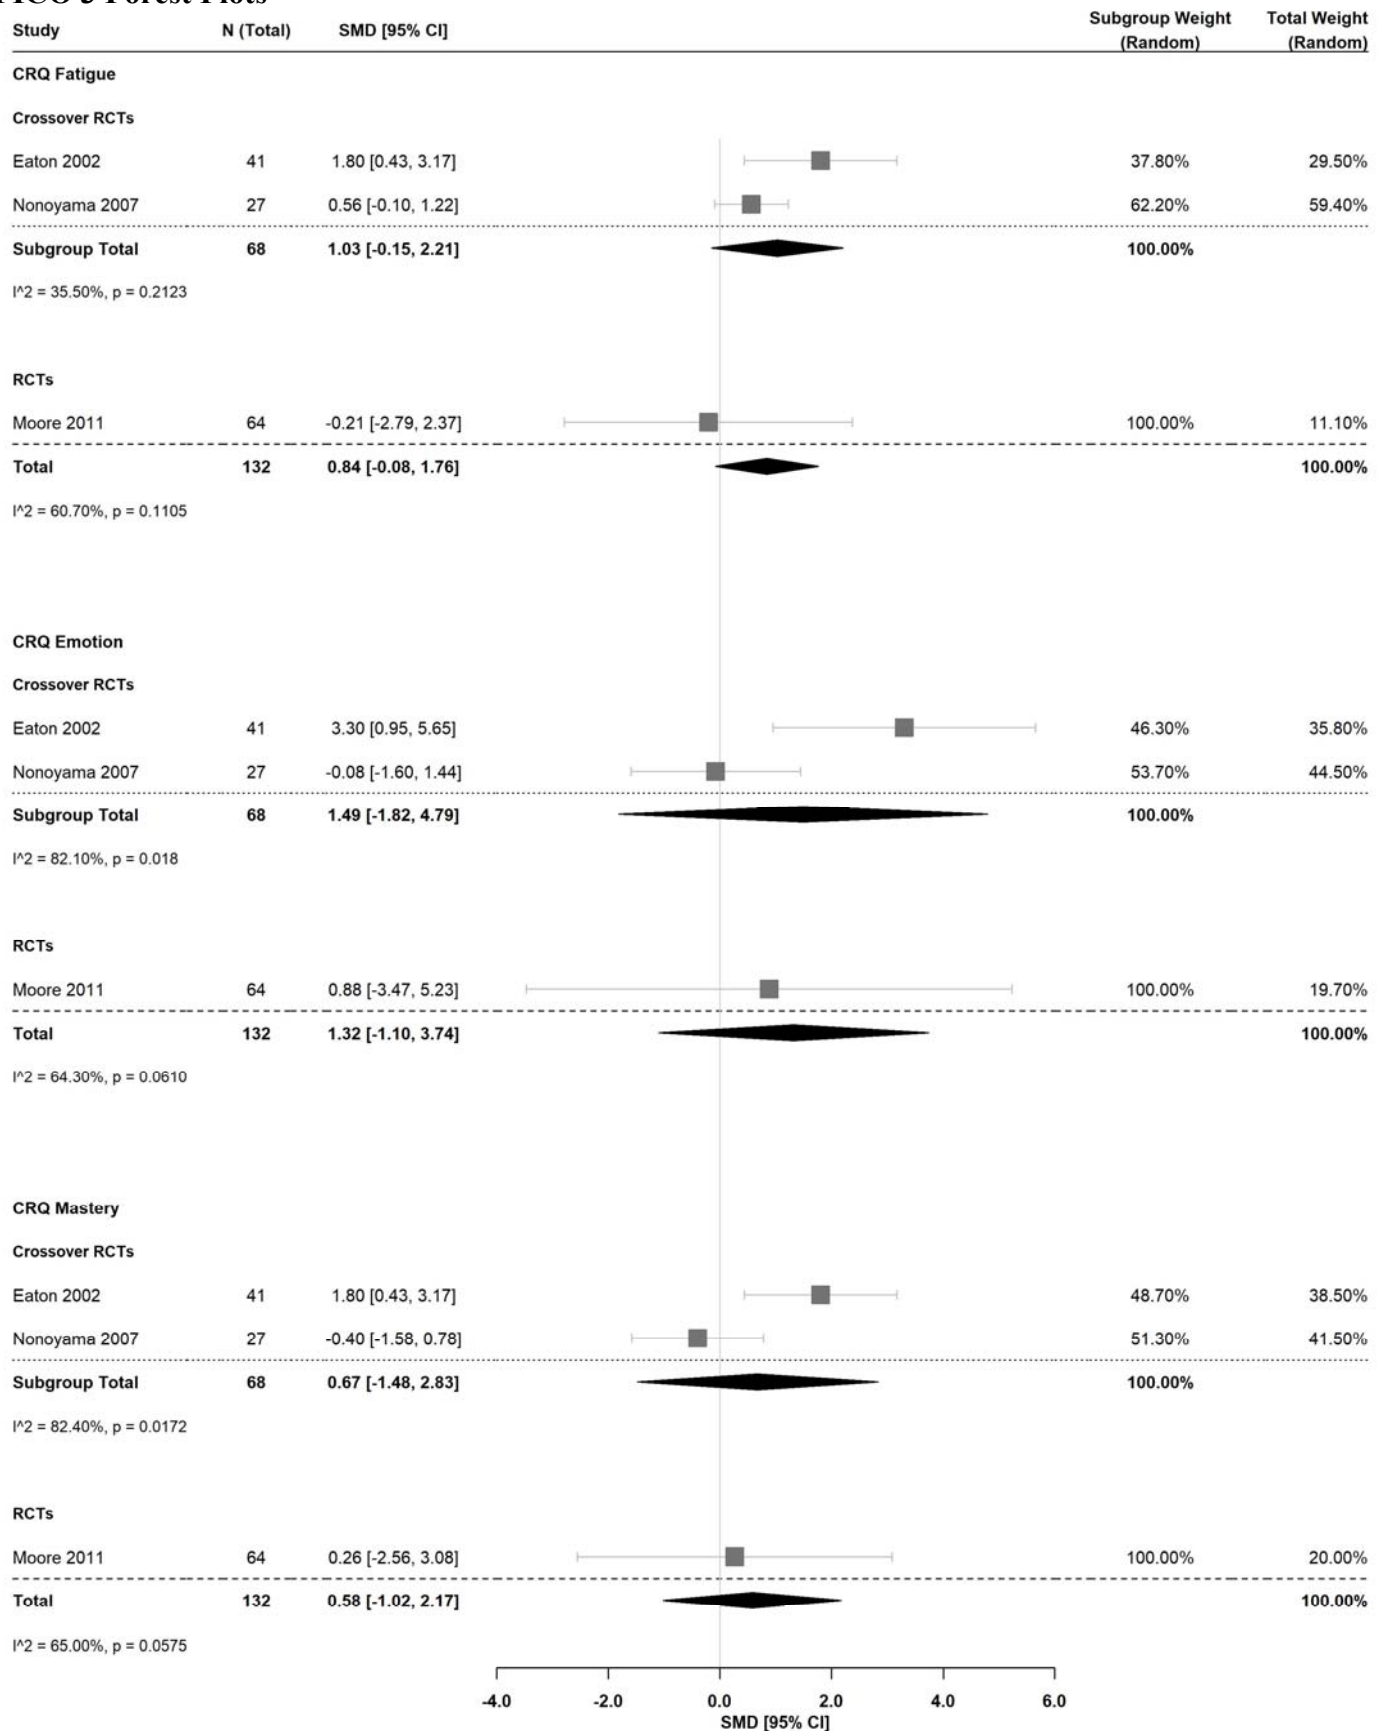 PICO 3 Forest Plots
Study N (Total) SMD [95% CI] Subgroup Weight (Random) Total Weight (Random)
CRQ Fatigue
Crossover RCTs
Eaton 2002 41 1.80 [0.43, 3.17] 37.80% 29.50%
Nonoyama 2007 27 0.56 [-0.10, 1.22] 62.20% 59.40%
Subgroup Total 68 1.03 [-0.15, 2.21] 100.00%
I^2 = 35.50%, p = 0.2123
RCTs
Moore 2011 64 -0.21 [-2.79, 2.37] 100.00% 11.10%
Total 132 0.84 [-0.08, 1.76] 100.00%
I^2 = 60.70%, p = 0.1105
CRQ Emotion
Crossover RCTs
Eaton 2002 41 3.30 [0.95, 5.65] 46.30% 35.80%
Nonoyama 2007 27 -0.08 [-1.60, 1.44] 53.70% 44.50%
Subgroup Total 68 1.49 [-1.82, 4.79] 100.00%
I^2 = 82.10%, p = 0.018
RCTs
Moore 2011 64 0.88 [-3.47, 5.23] 100.00% 19.70%
Total 132 1.32 [-1.10, 3.74] 100.00%
I^2 = 64.30%, p = 0.0610
CRQ Mastery
Crossover RCTs
Eaton 2002 41 1.80 [0.43, 3.17] 48.70% 38.50%
Nonoyama 2007 27 -0.40 [-1.58, 0.78] 51.30% 41.50%
Subgroup Total 68 0.67 [-1.48, 2.83] 100.00%
I^2 = 82.40%, p = 0.0172
RCTs
Moore 2011 64 0.26 [-2.56, 3.08] 100.00% 20.00%
Total 132 0.58 [-1.02, 2.17] 100.00%
I^2 = 65.00%, p = 0.0575
-4.0 -2.0 0.0 2.0 4.0 6.0
SMD [95% CI]